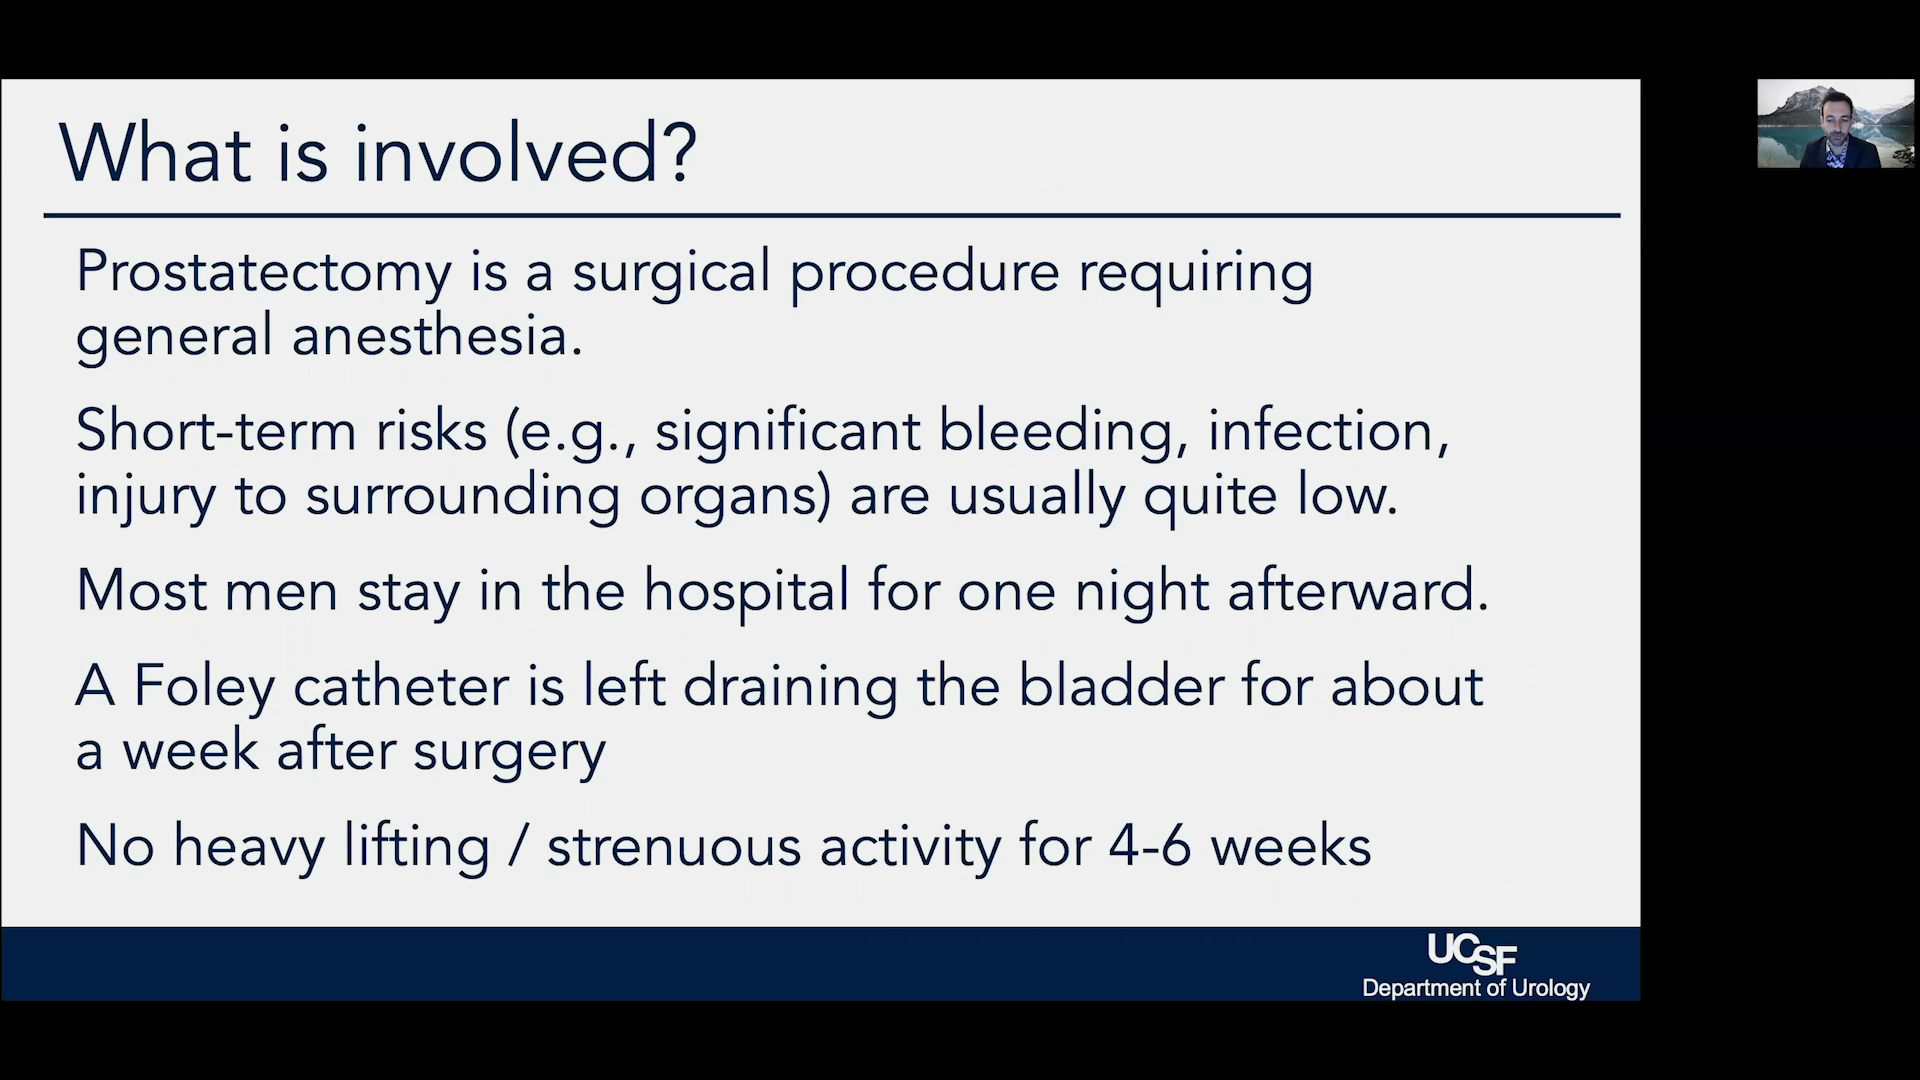 What is involved?
Prostatectomy is a surgical procedure requiring
general anesthesia.
Short-term risks (e.g., significant bleeding, infection,
injury to surrounding organs) are usually quite low.
Most men stay in the hospital for one night afterward.
A Foley catheter is left draining the bladder for about
a week after surgery
No heavy lifting / strenuous activity for 4-6 weeks
UCSF
Department of Urology